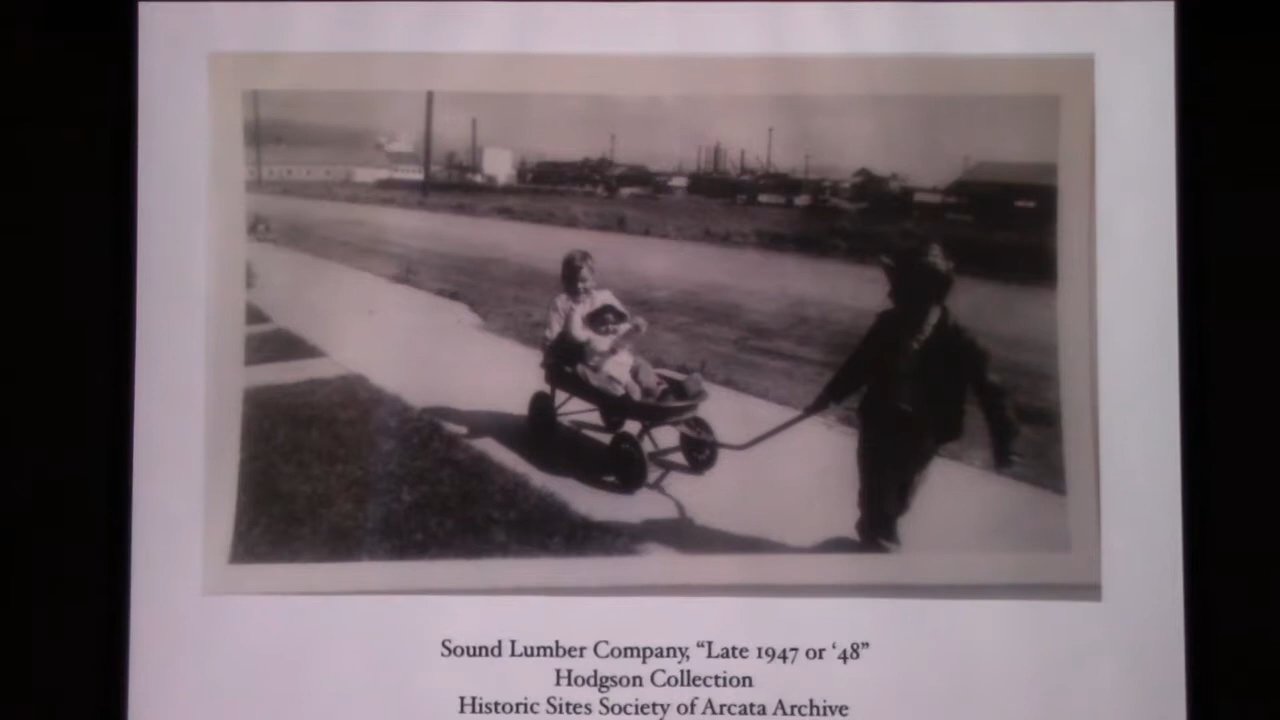 Sound Lumber Company, “Late 1947 or ‘48”
Hodgson Collection
Historic Sites Society of Arcata Archive